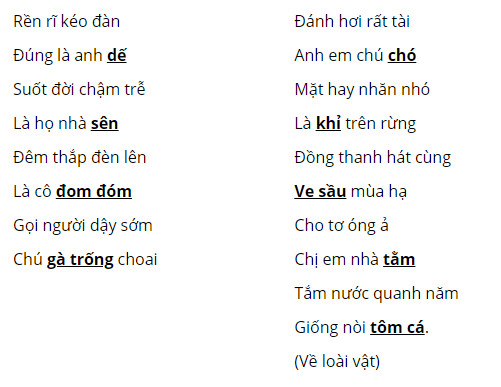 Rền rĩ kéo đàn
Đúng là anh dế
Suốt đời chậm trễ
Là họ nhà sên
Đêm thắp đèn lên
Là cô đom đóm
Gọi người dậy sớm
Chú gà trống choai
Đánh hơi rất tài
Anh em chú chó
Mặt hay nhăn nhó
Là khỉ trên rừng
Đồng thanh hát cùng
Ve sầu mùa hạ
Cho tơ óng ả
Chị em nhà tằm
Tắm nước quanh năm
Giống nòi tôm cá.
(Về loài vật)